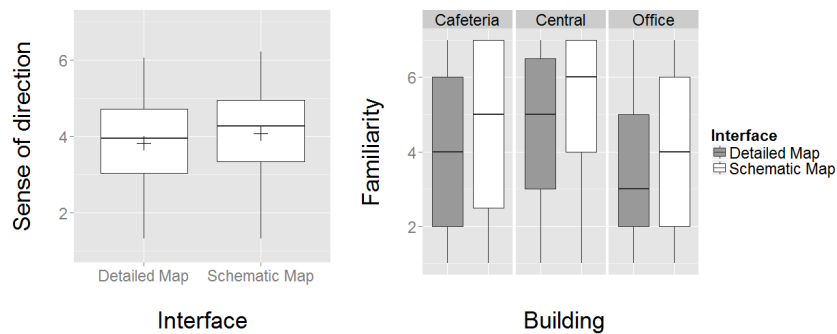 Sense of direction
6
4
2
Detailed Map
Schematic Map
Interface
Familiarity
Cafeteria
Central
Office
6
4
2
Building
Interface
Detailed Map
Schematic Map